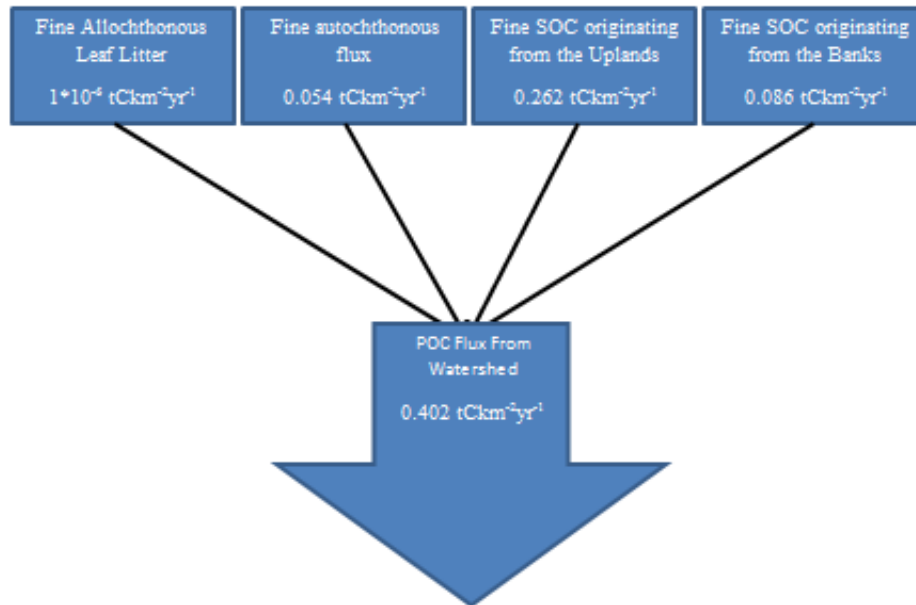 Fine Allochthonous
Leaf Litter
1*10⁻⁶ tCkm⁻²yr⁻¹
Fine autochthonous
flux
0.054 tCkm⁻²yr⁻¹
Fine SOC originating
from the Uplands
0.262 tCkm⁻²yr⁻¹
Fine SOC originating
from the Banks
0.086 tCkm⁻²yr⁻¹
POC Flux From
Watershed
0.402 tCkm⁻²yr⁻¹